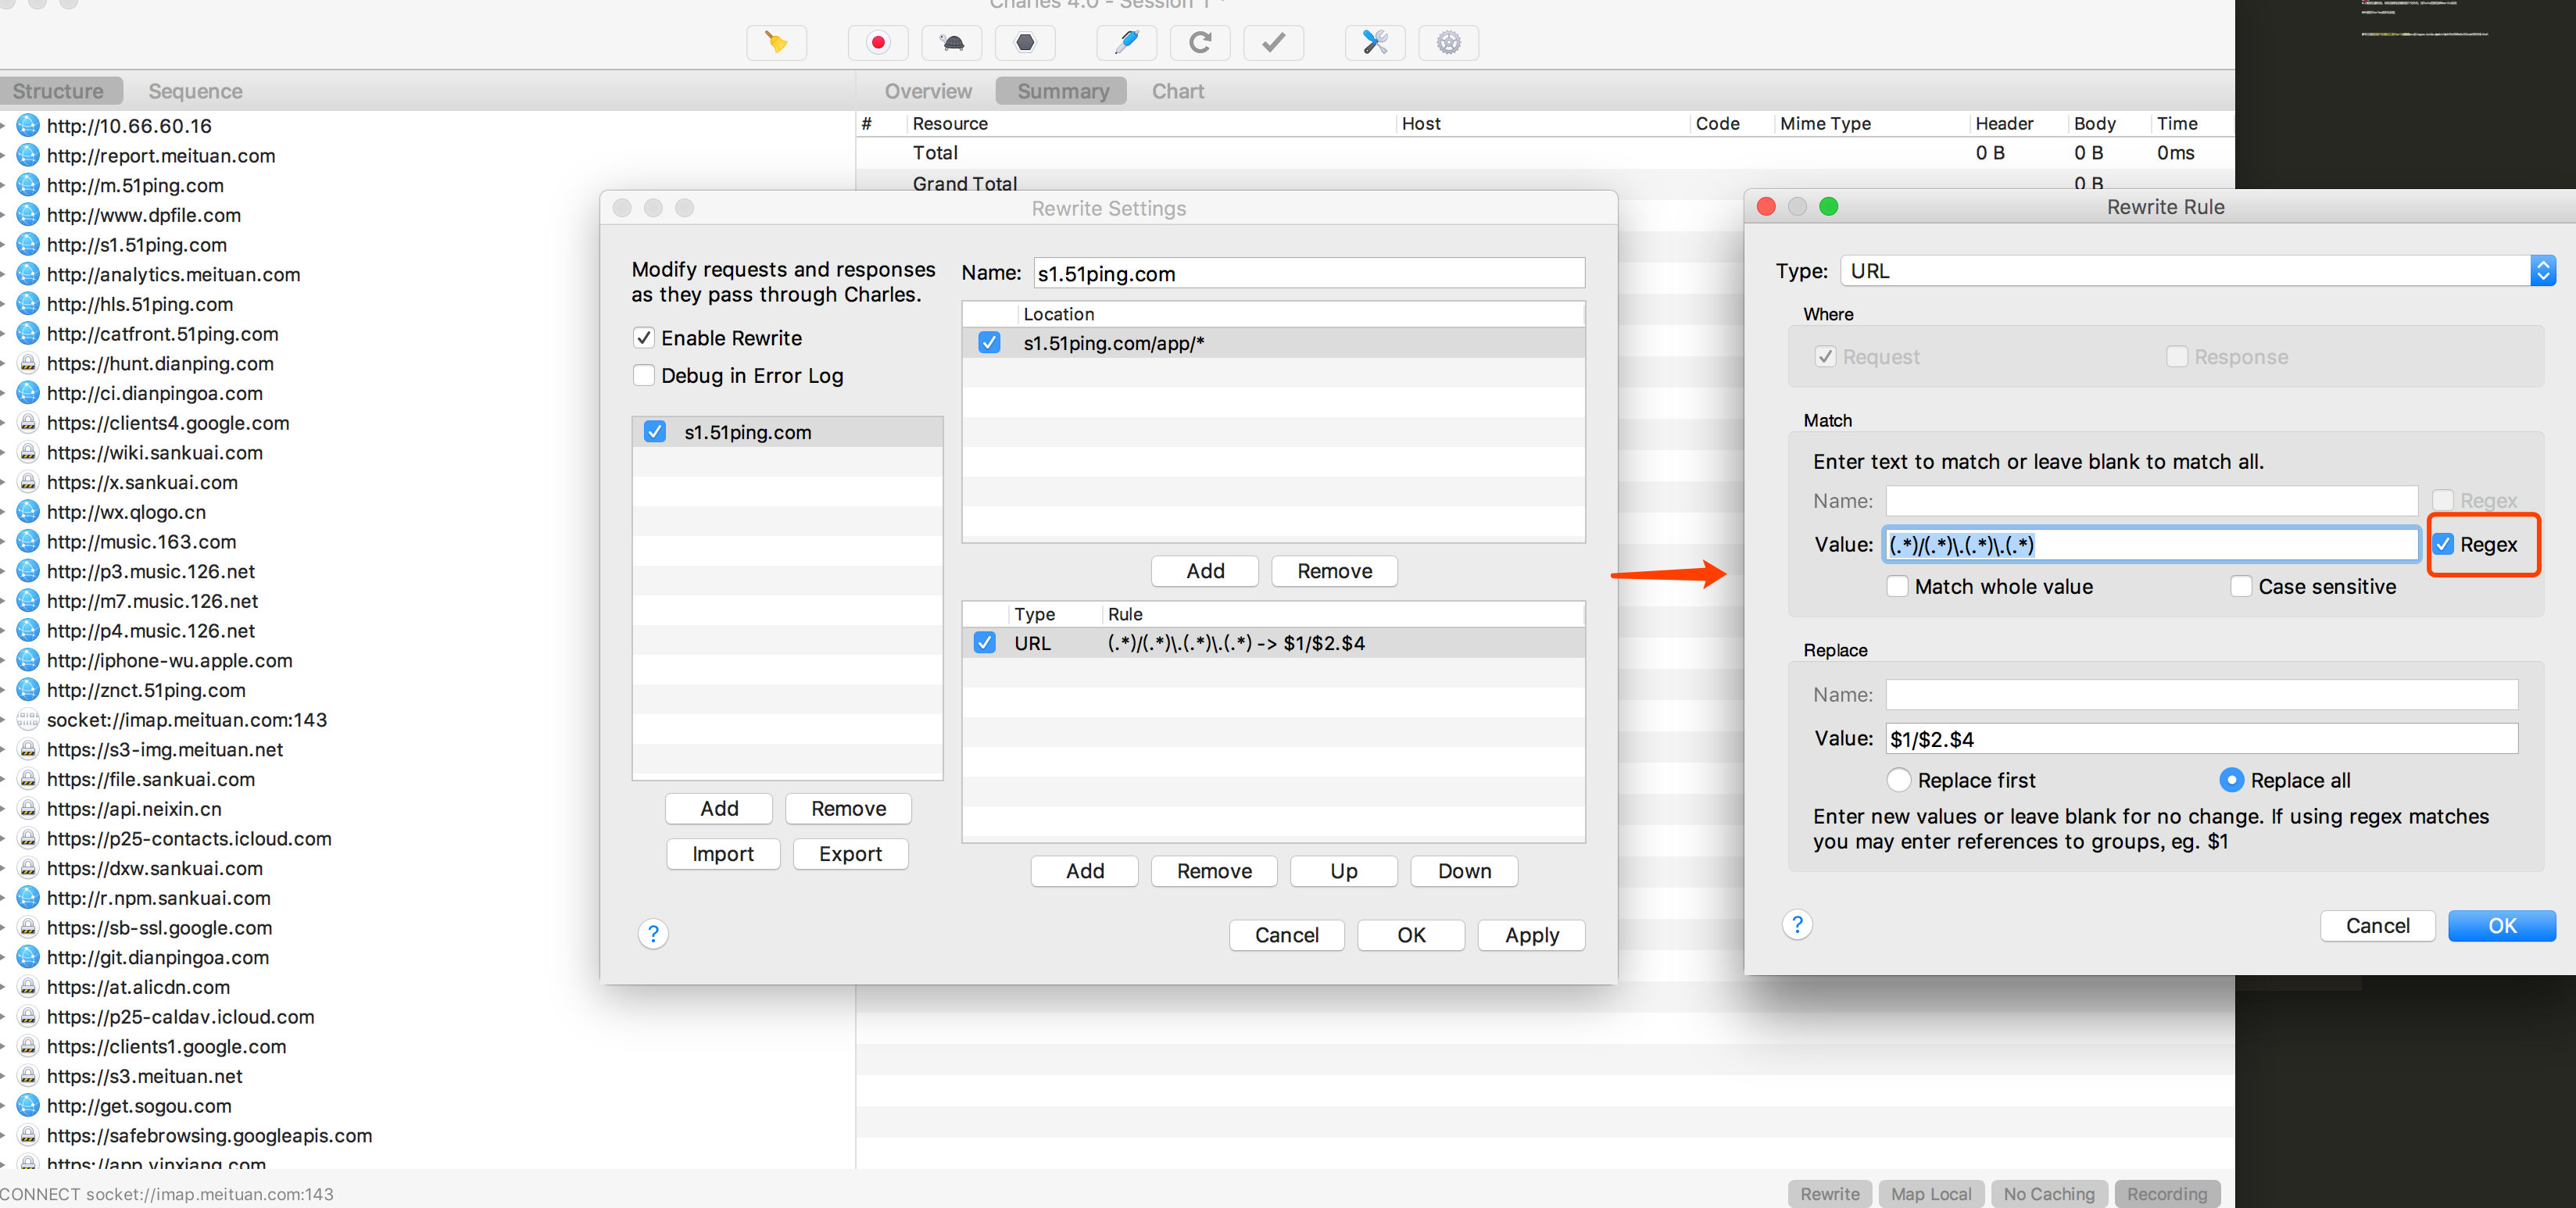 Charles 4.0 - Session 1 *
Structure
Sequence
Overview
Summary
Chart
http://10.66.60.16
http://report.meituan.com
http://m.51ping.com
http://www.dpfile.com
http://s1.51ping.com
http://analytics.meituan.com
http://hls.51ping.com
http://catfront.51ping.com
https://hunt.dianping.com
http://ci.dianpingoa.com
https://clients4.google.com
https://wiki.sankuai.com
https://x.sankuai.com
http://wx.qlogo.cn
http://music.163.com
http://p3.music.126.net
http://m7.music.126.net
http://p4.music.126.net
http://iphone-wu.apple.com
http://znct.51ping.com
socket://imap.meituan.com:143
https://s3-img.meituan.net
https://file.sankuai.com
https://api.neixin.cn
https://p25-contacts.icloud.com
https://dxw.sankuai.com
http://r.npm.sankuai.com
https://sb-ssl.google.com
http://git.dianpingoa.com
https://at.alicdn.com
https://p25-caldav.icloud.com
https://clients1.google.com
https://s3.meituan.net
http://get.sogou.com
https://safebrowsing.googleapis.com
https://app.yinxiang.com
# Resource Host Code Mime Type Header Body Time
Total 0 B 0 B 0ms
Grand Total 0 B
Rewrite Settings
Modify requests and responses
as they pass through Charles.
Enable Rewrite
Debug in Error Log
s1.51ping.com
Add Remove
Import Export
Name: s1.51ping.com
Location
s1.51ping.com/app/*
Add Remove
Type Rule
URL (.*)/(.*)\.(.*)\.(.*) -> $1/$2.$4
Add Remove Up Down
?
Cancel OK Apply
Rewrite Rule
Type: URL
Where
Request Response
Match
Enter text to match or leave blank to match all.
Name: Regex
Value: (.*)/(.*)\.(.*)\.(.*) Regex
Match whole value Case sensitive
Replace
Name:
Value: $1/$2.$4
Replace first Replace all
Enter new values or leave blank for no change. If using regex matches
you may enter references to groups, eg. $1
?
Cancel OK
CONNECT socket://imap.meituan.com:143
Rewrite Map Local No Caching Recording